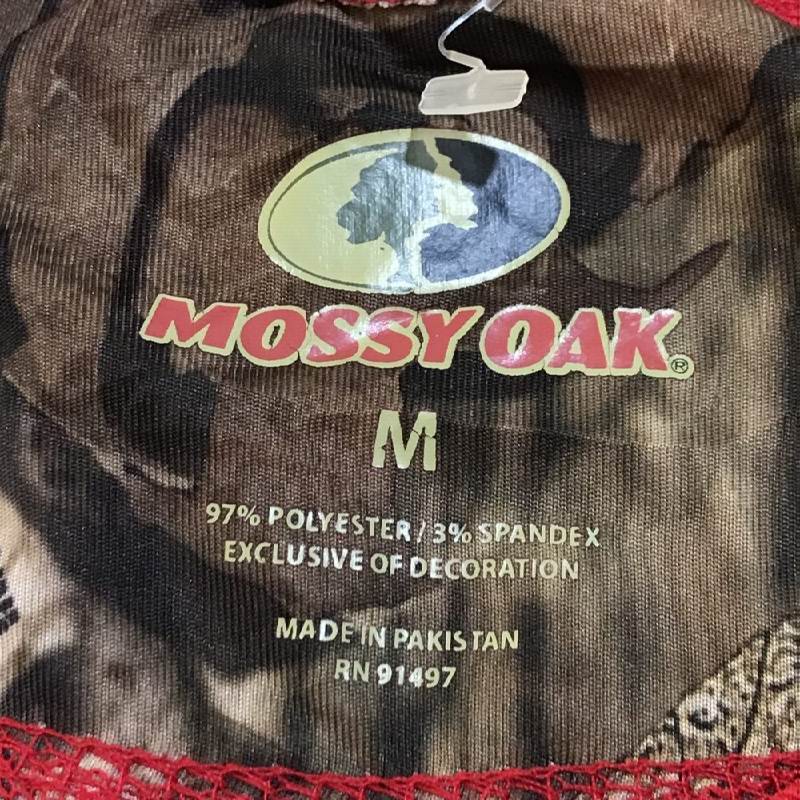 MOSSY OAK®
M
97% POLYESTER / 3% SPANDEX
EXCLUSIVE OF DECORATION
MADE IN PAKISTAN
RN 91497